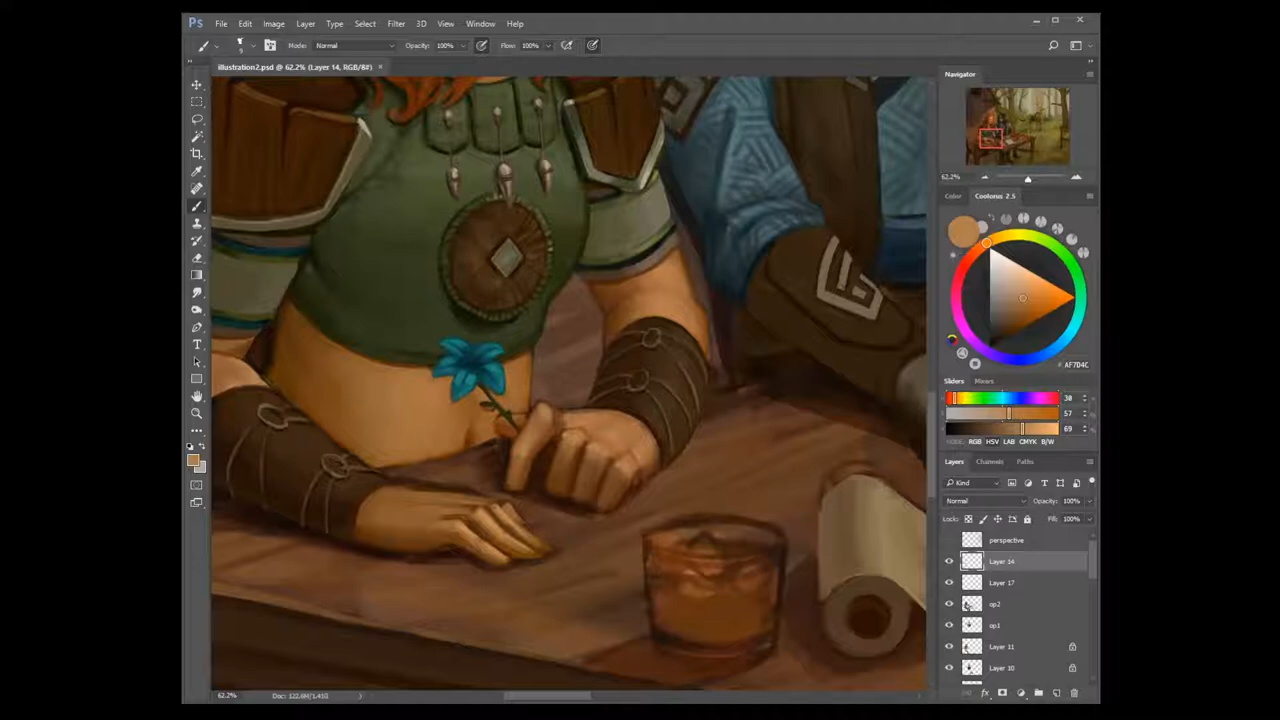 Ps File Edit Image Layer Type Select Filter 3D View Window Help
Mode: Normal Opacity: 100% Flow: 100%
illustration2.psd @ 62.2% (Layer 14, RGB/8#) ×
Navigator
62.2%
Color Coolorus 2.5
# AF7D4C
Sliders Mixers
30
57
69
RGB HSV LAB CMYK B/W
Layers Channels Paths
Kind
Normal Opacity: 100%
Lock: Fill: 100%
perspective
Layer 14
Layer 17
op2
op1
Layer 11
Layer 10
62.2%